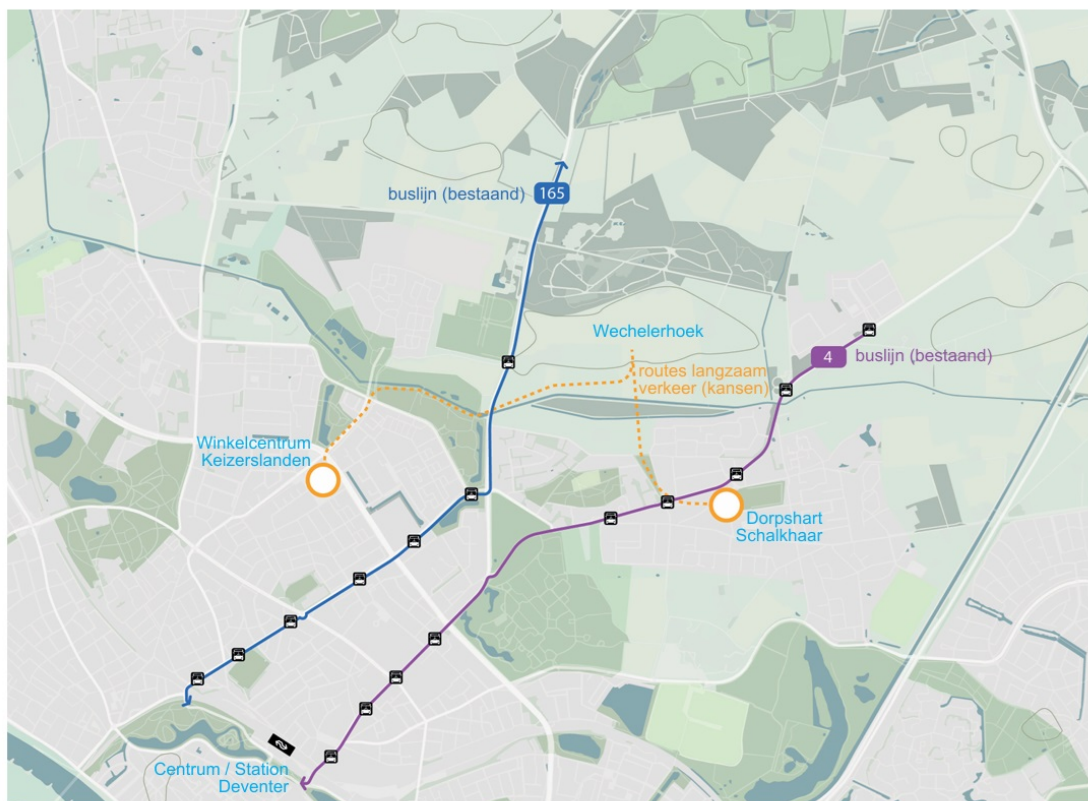 buslijn (bestaand)
165
Wechelerhoek
4
buslijn (bestaand)
routes langzaam
verkeer (kansen)
Winkelcentrum
Keizerslanden
Dorpshart
Schalkhaar
Centrum / Station
Deventer